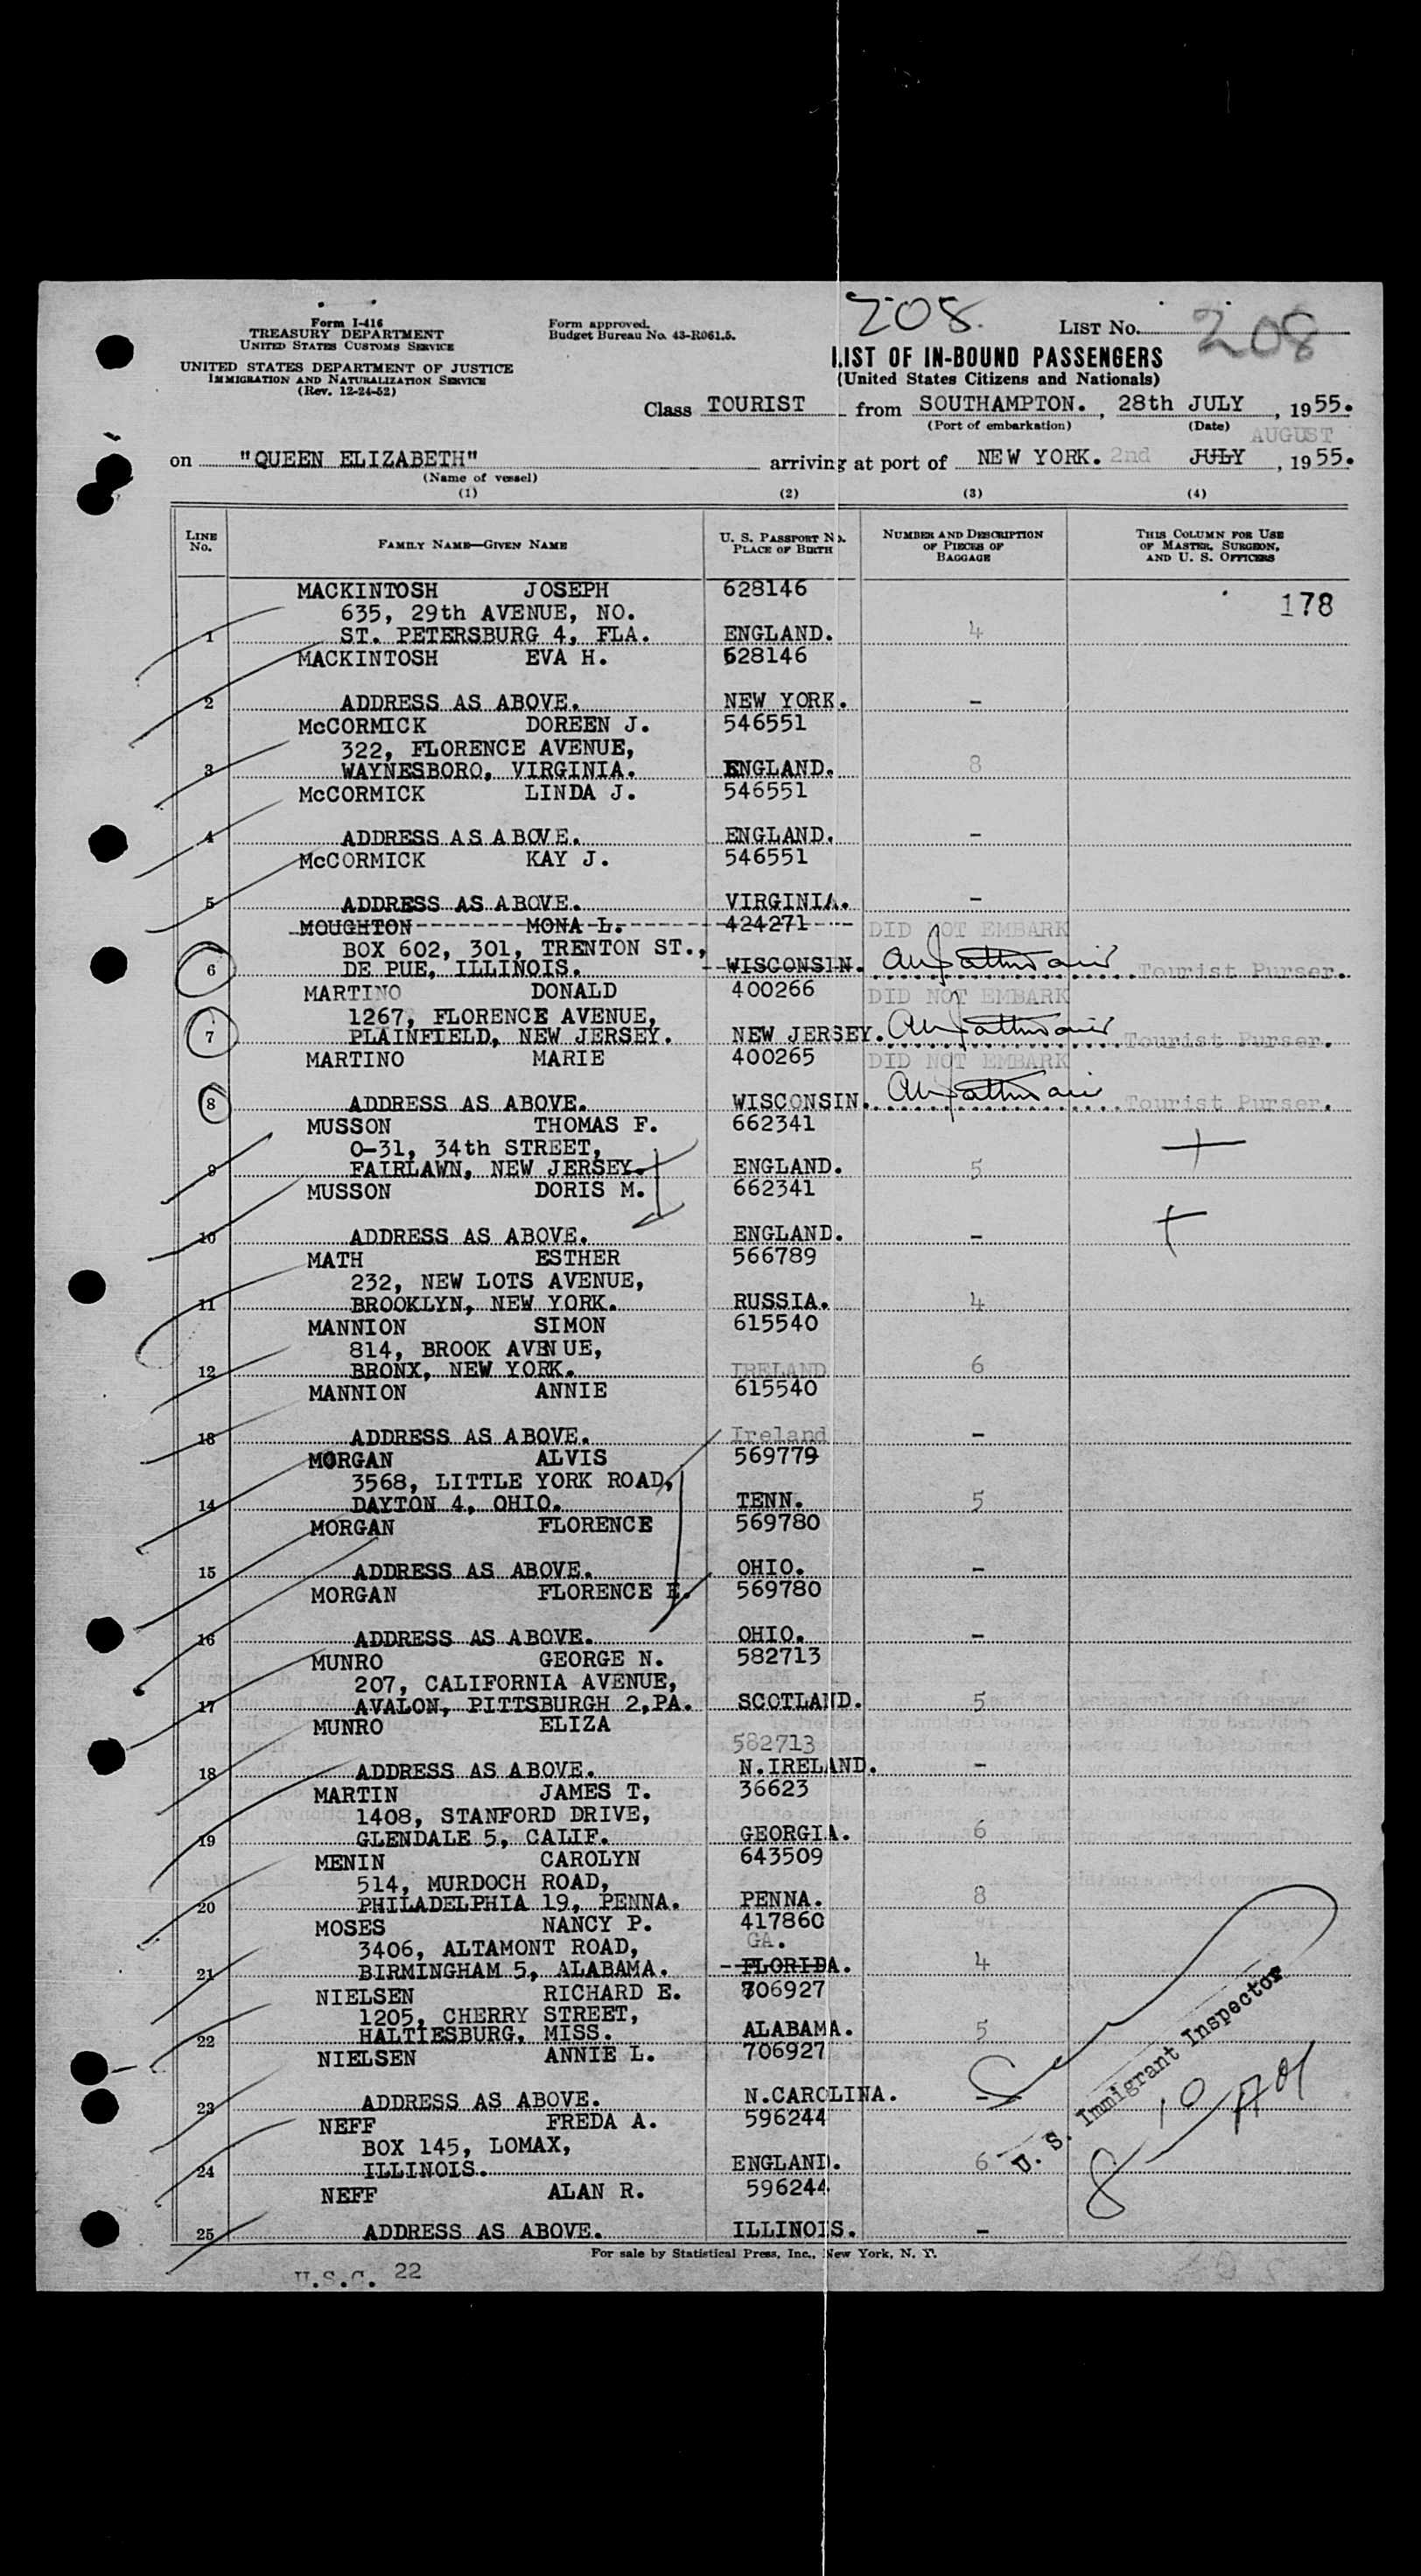 208.
LIST NO. 208
Form I-416
TREASURY DEPARTMENT
UNITED STATES CUSTOMS SERVICE
UNITED STATES DEPARTMENT OF JUSTICE
IMMIGRATION AND NATURALIZATION SERVICE
(Rev. 12-24-52)
Form approved.
Budget Bureau No. 43-R061.5.
LIST OF IN-BOUND PASSENGERS
(United States Citizens and Nationals)
Class TOURIST from SOUTHAMPTON. , 28th JULY , 1955.
(Port of embarkation) (Date)
AUGUST
on "QUEEN ELIZABETH" arriving at port of NEW YORK. 2nd JULY , 1955.
(Name of vessel)
(1) (2) (3) (4)
LINE NO. FAMILY NAME—GIVEN NAME U. S. PASSPORT NO. PLACE OF BIRTH NUMBER AND DESCRIPTION OF PIECES OF BAGGAGE THIS COLUMN FOR USE OF MASTER, SURGEON, AND U. S. OFFICERS
MACKINTOSH JOSEPH 628146
635, 29th AVENUE, NO. 178
1 ST. PETERSBURG 4, FLA. ENGLAND. 4
MACKINTOSH EVA H. 628146
2 ADDRESS AS ABOVE. NEW YORK. -
McCORMICK DOREEN J. 546551
322, FLORENCE AVENUE,
3 WAYNESBORO, VIRGINIA. ENGLAND. 8
McCORMICK LINDA J. 546551
4 ADDRESS AS ABOVE. ENGLAND. -
McCORMICK KAY J. 546551
5 ADDRESS AS ABOVE. VIRGINIA. -
MOUGHTON MONA L. 424271 DID NOT EMBARK
BOX 602, 301, TRENTON ST.,
6 DE PUE, ILLINOIS. WISCONSIN. Tourist Purser.
MARTINO DONALD 400266 DID NOT EMBARK
1267, FLORENCE AVENUE,
7 PLAINFIELD, NEW JERSEY. NEW JERSEY. Tourist Purser.
MARTINO MARIE 400265 DID NOT EMBARK
8 ADDRESS AS ABOVE. WISCONSIN. Tourist Purser.
MUSSON THOMAS F. 662341
0-31, 34th STREET,
9 FAIRLAWN, NEW JERSEY. ENGLAND. 5
MUSSON DORIS M. 662341
10 ADDRESS AS ABOVE. ENGLAND. -
MATH ESTHER 566789
232, NEW LOTS AVENUE,
11 BROOKLYN, NEW YORK. RUSSIA. 4
MANNION SIMON 615540
814, BROOK AVENUE,
12 BRONX, NEW YORK. IRELAND 6
MANNION ANNIE 615540
13 ADDRESS AS ABOVE. Ireland -
MORGAN ALVIS 569779
3568, LITTLE YORK ROAD,
14 DAYTON 4, OHIO. TENN. 5
MORGAN FLORENCE 569780
15 ADDRESS AS ABOVE. OHIO. -
MORGAN FLORENCE E. 569780
16 ADDRESS AS ABOVE. OHIO. -
MUNRO GEORGE N. 582713
207, CALIFORNIA AVENUE,
17 AVALON, PITTSBURGH 2, PA. SCOTLAND. 5
MUNRO ELIZA
582713
18 ADDRESS AS ABOVE. N.IRELAND. -
MARTIN JAMES T. 36623
1408, STANFORD DRIVE,
19 GLENDALE 5, CALIF. GEORGIA. 6
MENIN CAROLYN 643509
514, MURDOCH ROAD,
20 PHILADELPHIA 19, PENNA. PENNA. 8
MOSES NANCY P. 417860
3406, ALTAMONT ROAD, GA.
21 BIRMINGHAM 5, ALABAMA. FLORIDA. 4
NIELSEN RICHARD E. 706927
1205, CHERRY STREET,
22 HALTIESBURG, MISS. ALABAMA. 5
NIELSEN ANNIE L. 706927
23 ADDRESS AS ABOVE. N.CAROLINA. -
NEFF FREDA A. 596244
BOX 145, LOMAX,
24 ILLINOIS. ENGLAND. 6
NEFF ALAN R. 596244
25 ADDRESS AS ABOVE. ILLINOIS. -
U. S. Immigrant Inspector
For sale by Statistical Press, Inc., New York, N. Y.
U.S.C. 22